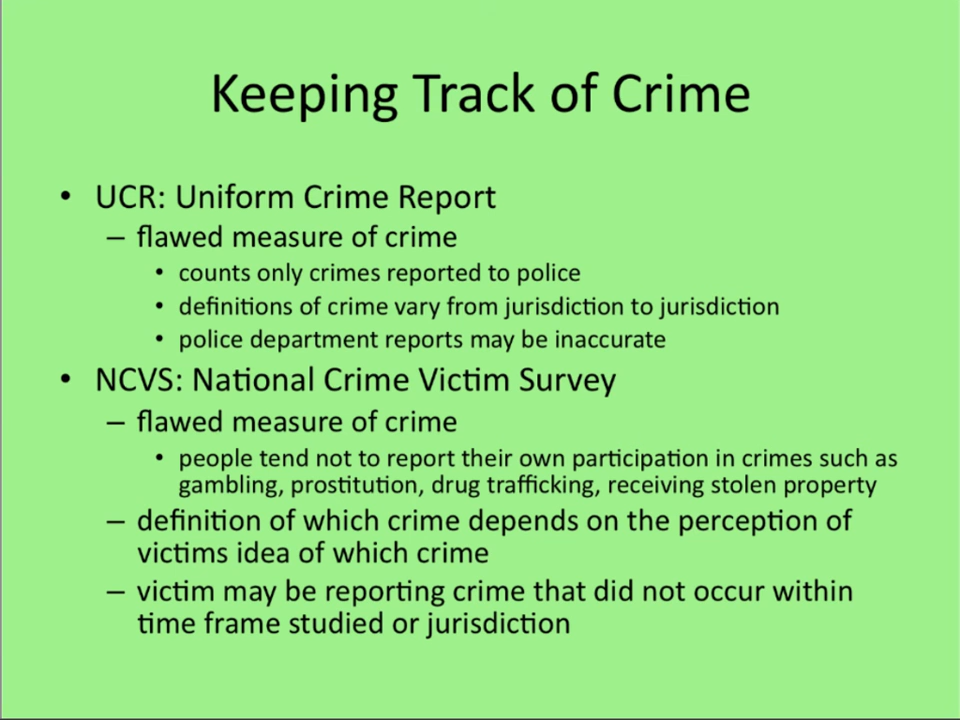 Keeping Track of Crime
• UCR: Uniform Crime Report
– flawed measure of crime
• counts only crimes reported to police
• definitions of crime vary from jurisdiction to jurisdiction
• police department reports may be inaccurate
• NCVS: National Crime Victim Survey
– flawed measure of crime
• people tend not to report their own participation in crimes such as
gambling, prostitution, drug trafficking, receiving stolen property
– definition of which crime depends on the perception of
victims idea of which crime
– victim may be reporting crime that did not occur within
time frame studied or jurisdiction